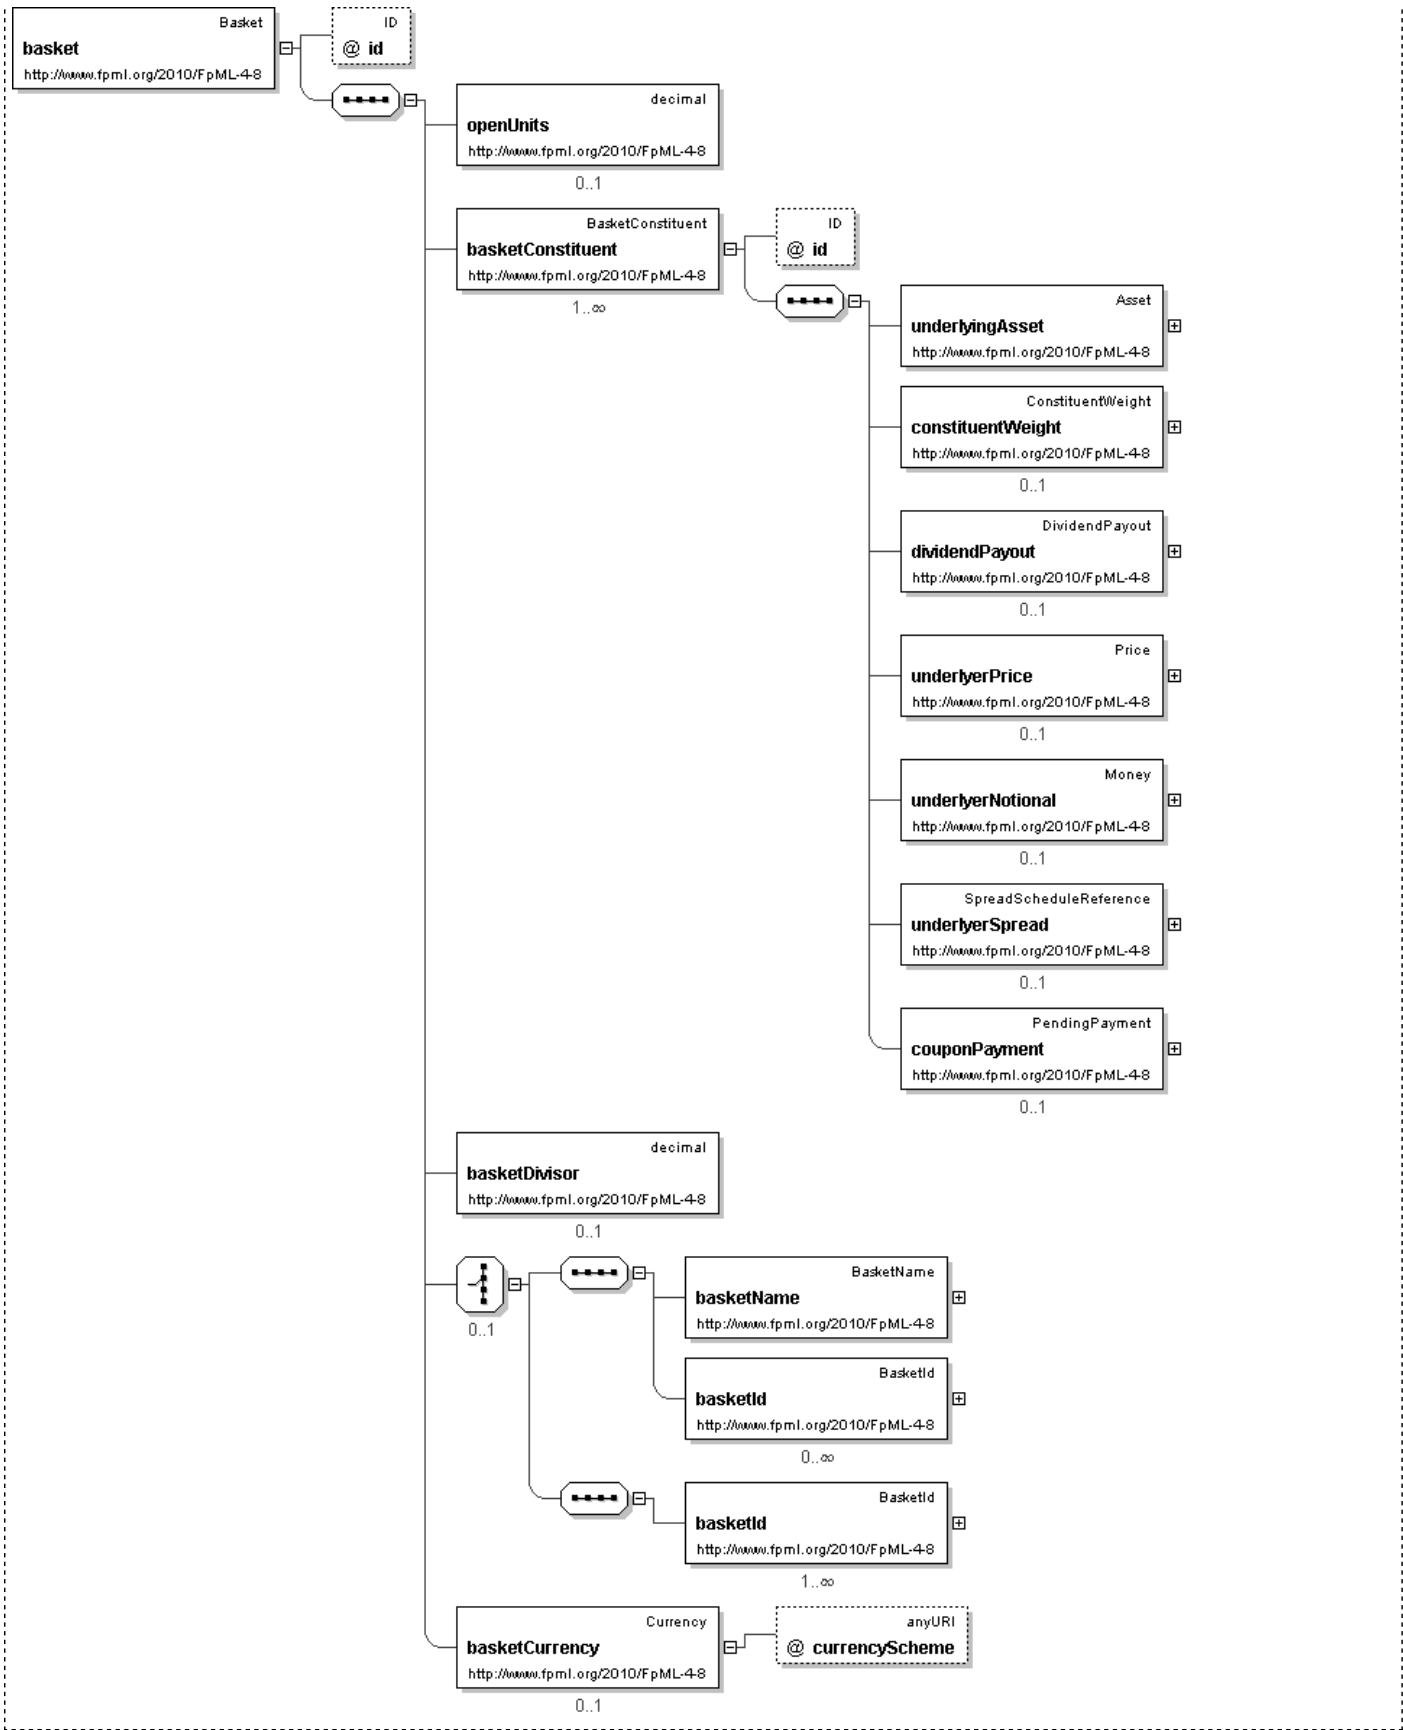 Basket
basket
http://www.fpml.org/2010/FpML-4-8
ID
@ id
decimal
openUnits
http://www.fpml.org/2010/FpML-4-8
0..1
BasketConstituent
basketConstituent
http://www.fpml.org/2010/FpML-4-8
1..∞
ID
@ id
Asset
underlyingAsset
http://www.fpml.org/2010/FpML-4-8
ConstituentWeight
constituentWeight
http://www.fpml.org/2010/FpML-4-8
0..1
DividendPayout
dividendPayout
http://www.fpml.org/2010/FpML-4-8
0..1
Price
underlyerPrice
http://www.fpml.org/2010/FpML-4-8
0..1
Money
underlyerNotional
http://www.fpml.org/2010/FpML-4-8
0..1
SpreadScheduleReference
underlyerSpread
http://www.fpml.org/2010/FpML-4-8
0..1
PendingPayment
couponPayment
http://www.fpml.org/2010/FpML-4-8
0..1
decimal
basketDivisor
http://www.fpml.org/2010/FpML-4-8
0..1
0..1
BasketName
basketName
http://www.fpml.org/2010/FpML-4-8
BasketId
basketId
http://www.fpml.org/2010/FpML-4-8
0..∞
BasketId
basketId
http://www.fpml.org/2010/FpML-4-8
1..∞
Currency
basketCurrency
http://www.fpml.org/2010/FpML-4-8
0..1
anyURI
@ currencyScheme